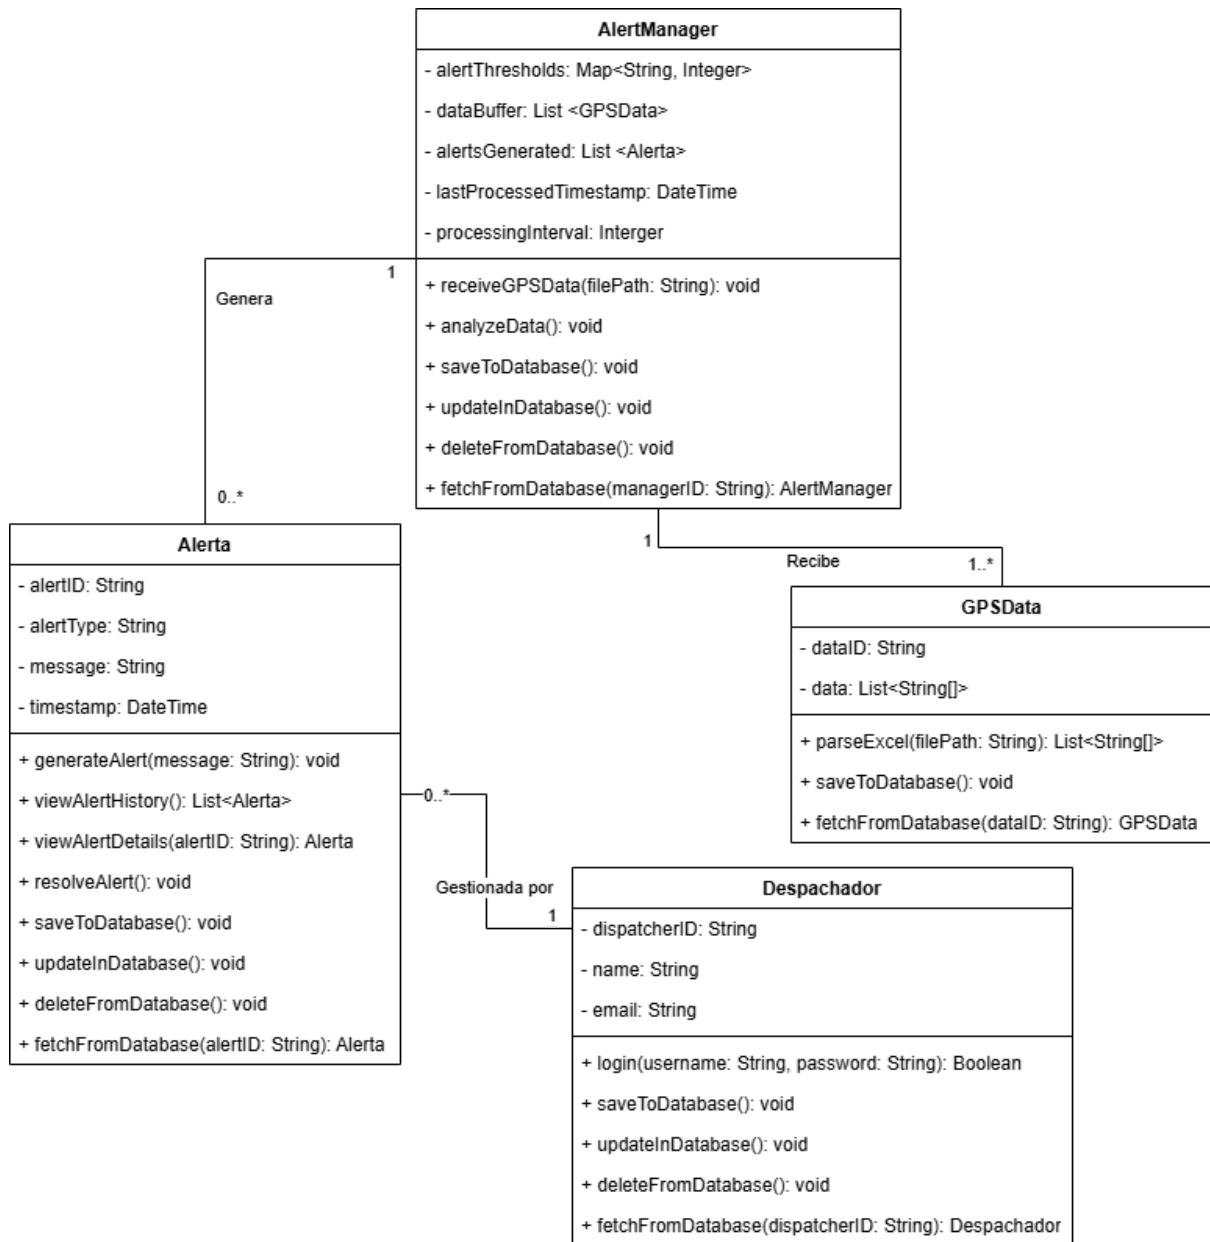 AlertManager
- alertThresholds: Map<String, Integer>
- dataBuffer: List <GPSData>
- alertsGenerated: List <Alerta>
- lastProcessedTimestamp: DateTime
- processingInterval: Interger
+ receiveGPSData(filePath: String): void
+ analyzeData(): void
+ saveToDatabase(): void
+ updateInDatabase(): void
+ deleteFromDatabase(): void
+ fetchFromDatabase(managerID: String): AlertManager
1
Genera
0..*
1
Recibe
1..*
Alerta
- alertID: String
- alertType: String
- message: String
- timestamp: DateTime
+ generateAlert(message: String): void
+ viewAlertHistory(): List<Alerta>
+ viewAlertDetails(alertID: String): Alerta
+ resolveAlert(): void
+ saveToDatabase(): void
+ updateInDatabase(): void
+ deleteFromDatabase(): void
+ fetchFromDatabase(alertID: String): Alerta
GPSData
- dataID: String
- data: List<String[]>
+ parseExcel(filePath: String): List<String[]>
+ saveToDatabase(): void
+ fetchFromDatabase(dataID: String): GPSData
0..*
Gestionada por
1
Despachador
- dispatcherID: String
- name: String
- email: String
+ login(username: String, password: String): Boolean
+ saveToDatabase(): void
+ updateInDatabase(): void
+ deleteFromDatabase(): void
+ fetchFromDatabase(dispatcherID: String): Despachador